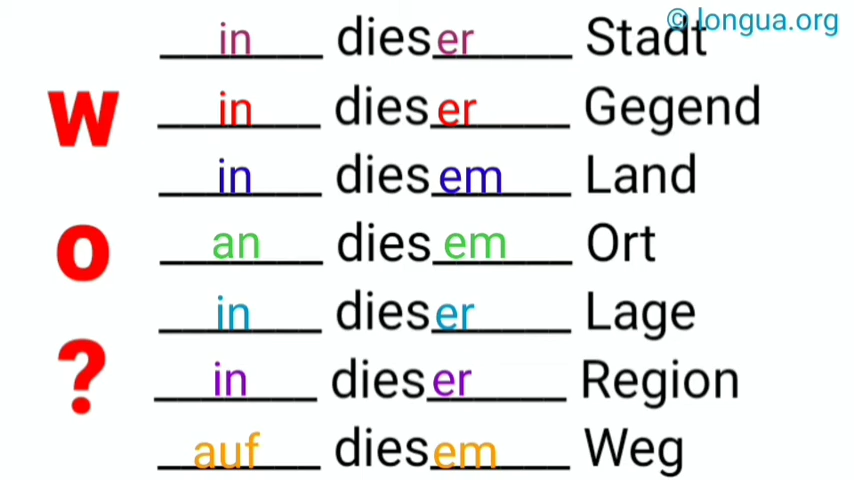 © longua.org
in dieser Stadt
in dieser Gegend
in diesem Land
an diesem Ort
in dieser Lage
in dieser Region
auf diesem Weg
wo?